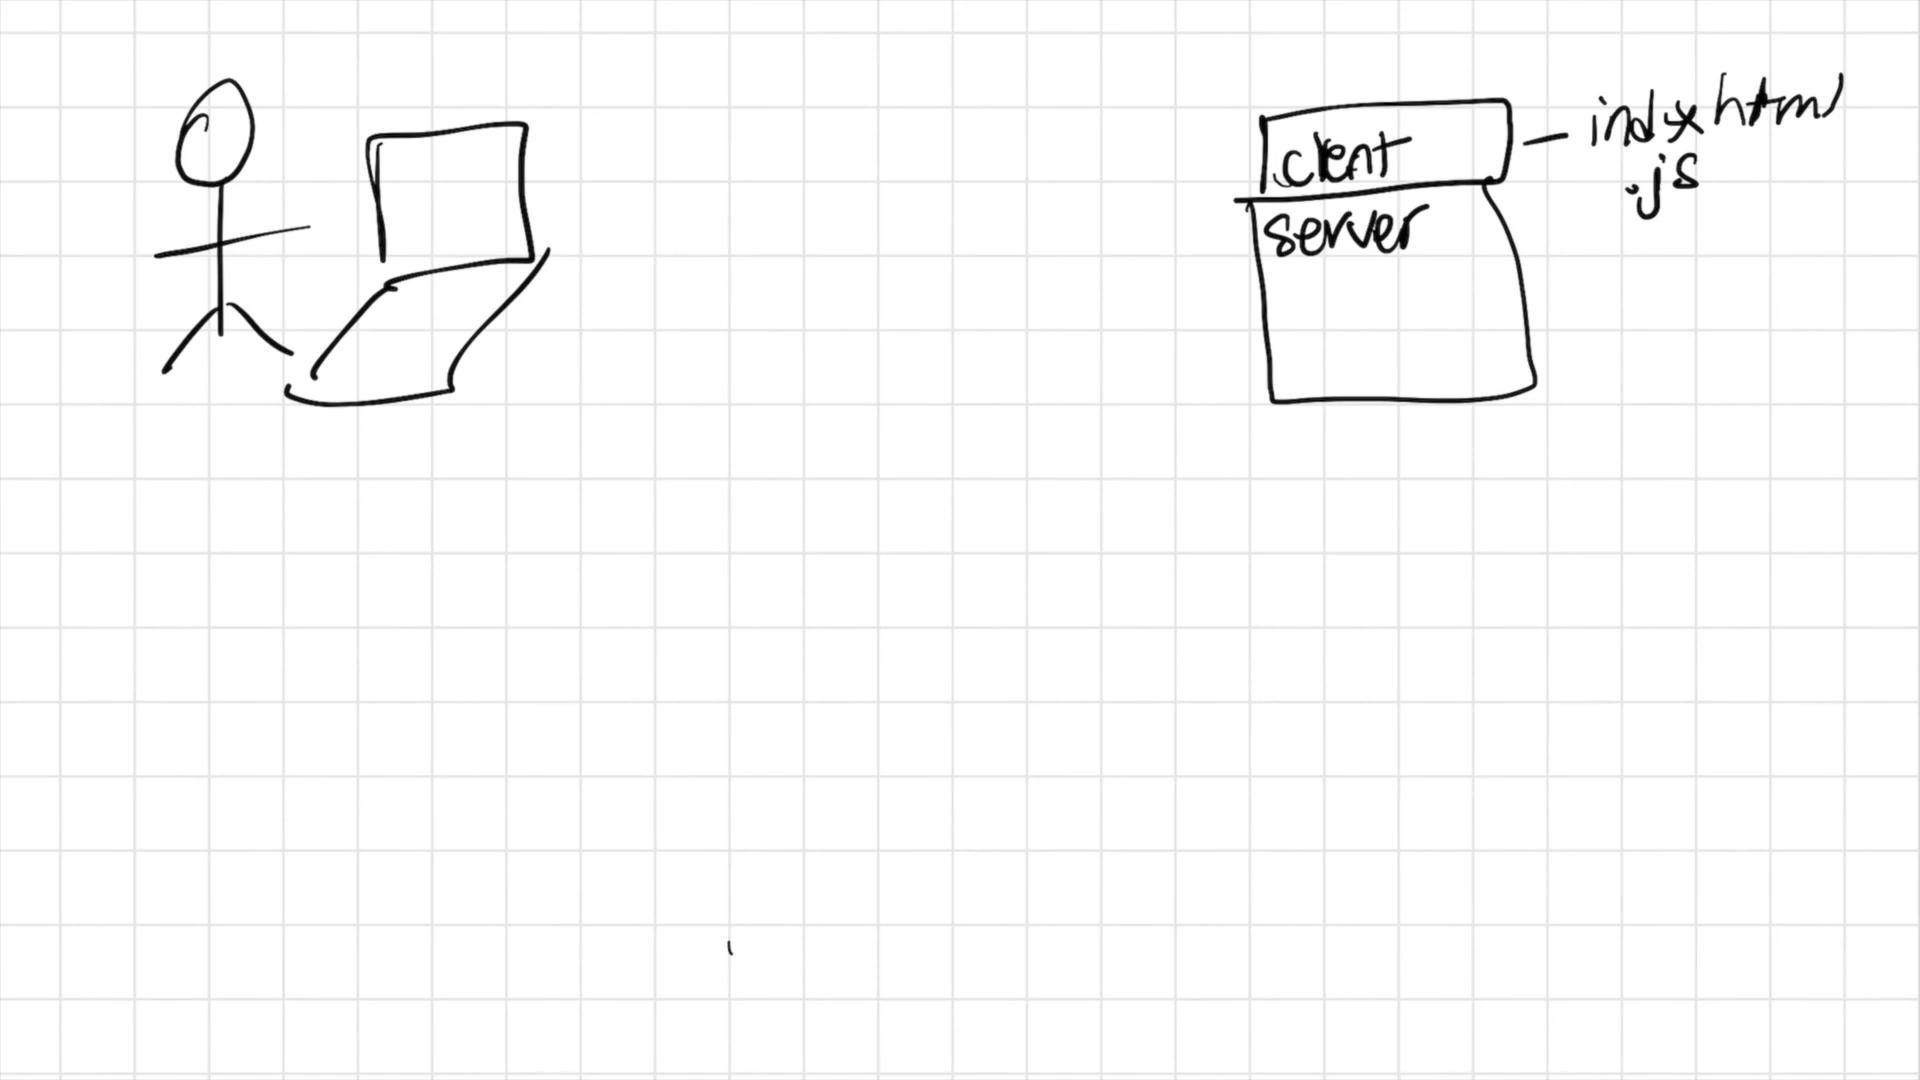 client
server
- index html
.js